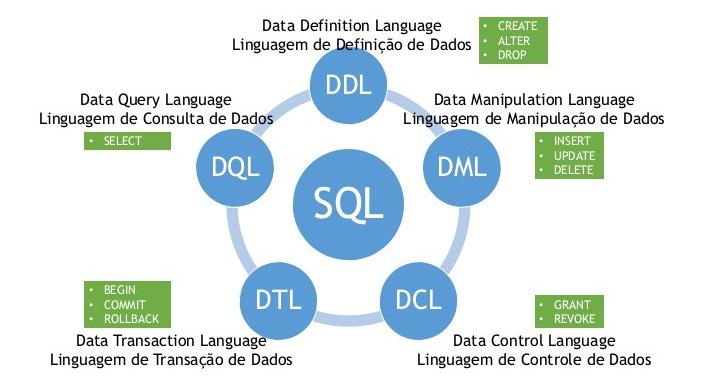 Data Definition Language
Linguagem de Definição de Dados
• CREATE
• ALTER
• DROP
DDL
Data Query Language
Linguagem de Consulta de Dados
• SELECT
DQL
Data Manipulation Language
Linguagem de Manipulação de Dados
• INSERT
• UPDATE
• DELETE
DML
SQL
• BEGIN
• COMMIT
• ROLLBACK
DTL
Data Transaction Language
Linguagem de Transação de Dados
DCL
• GRANT
• REVOKE
Data Control Language
Linguagem de Controle de Dados